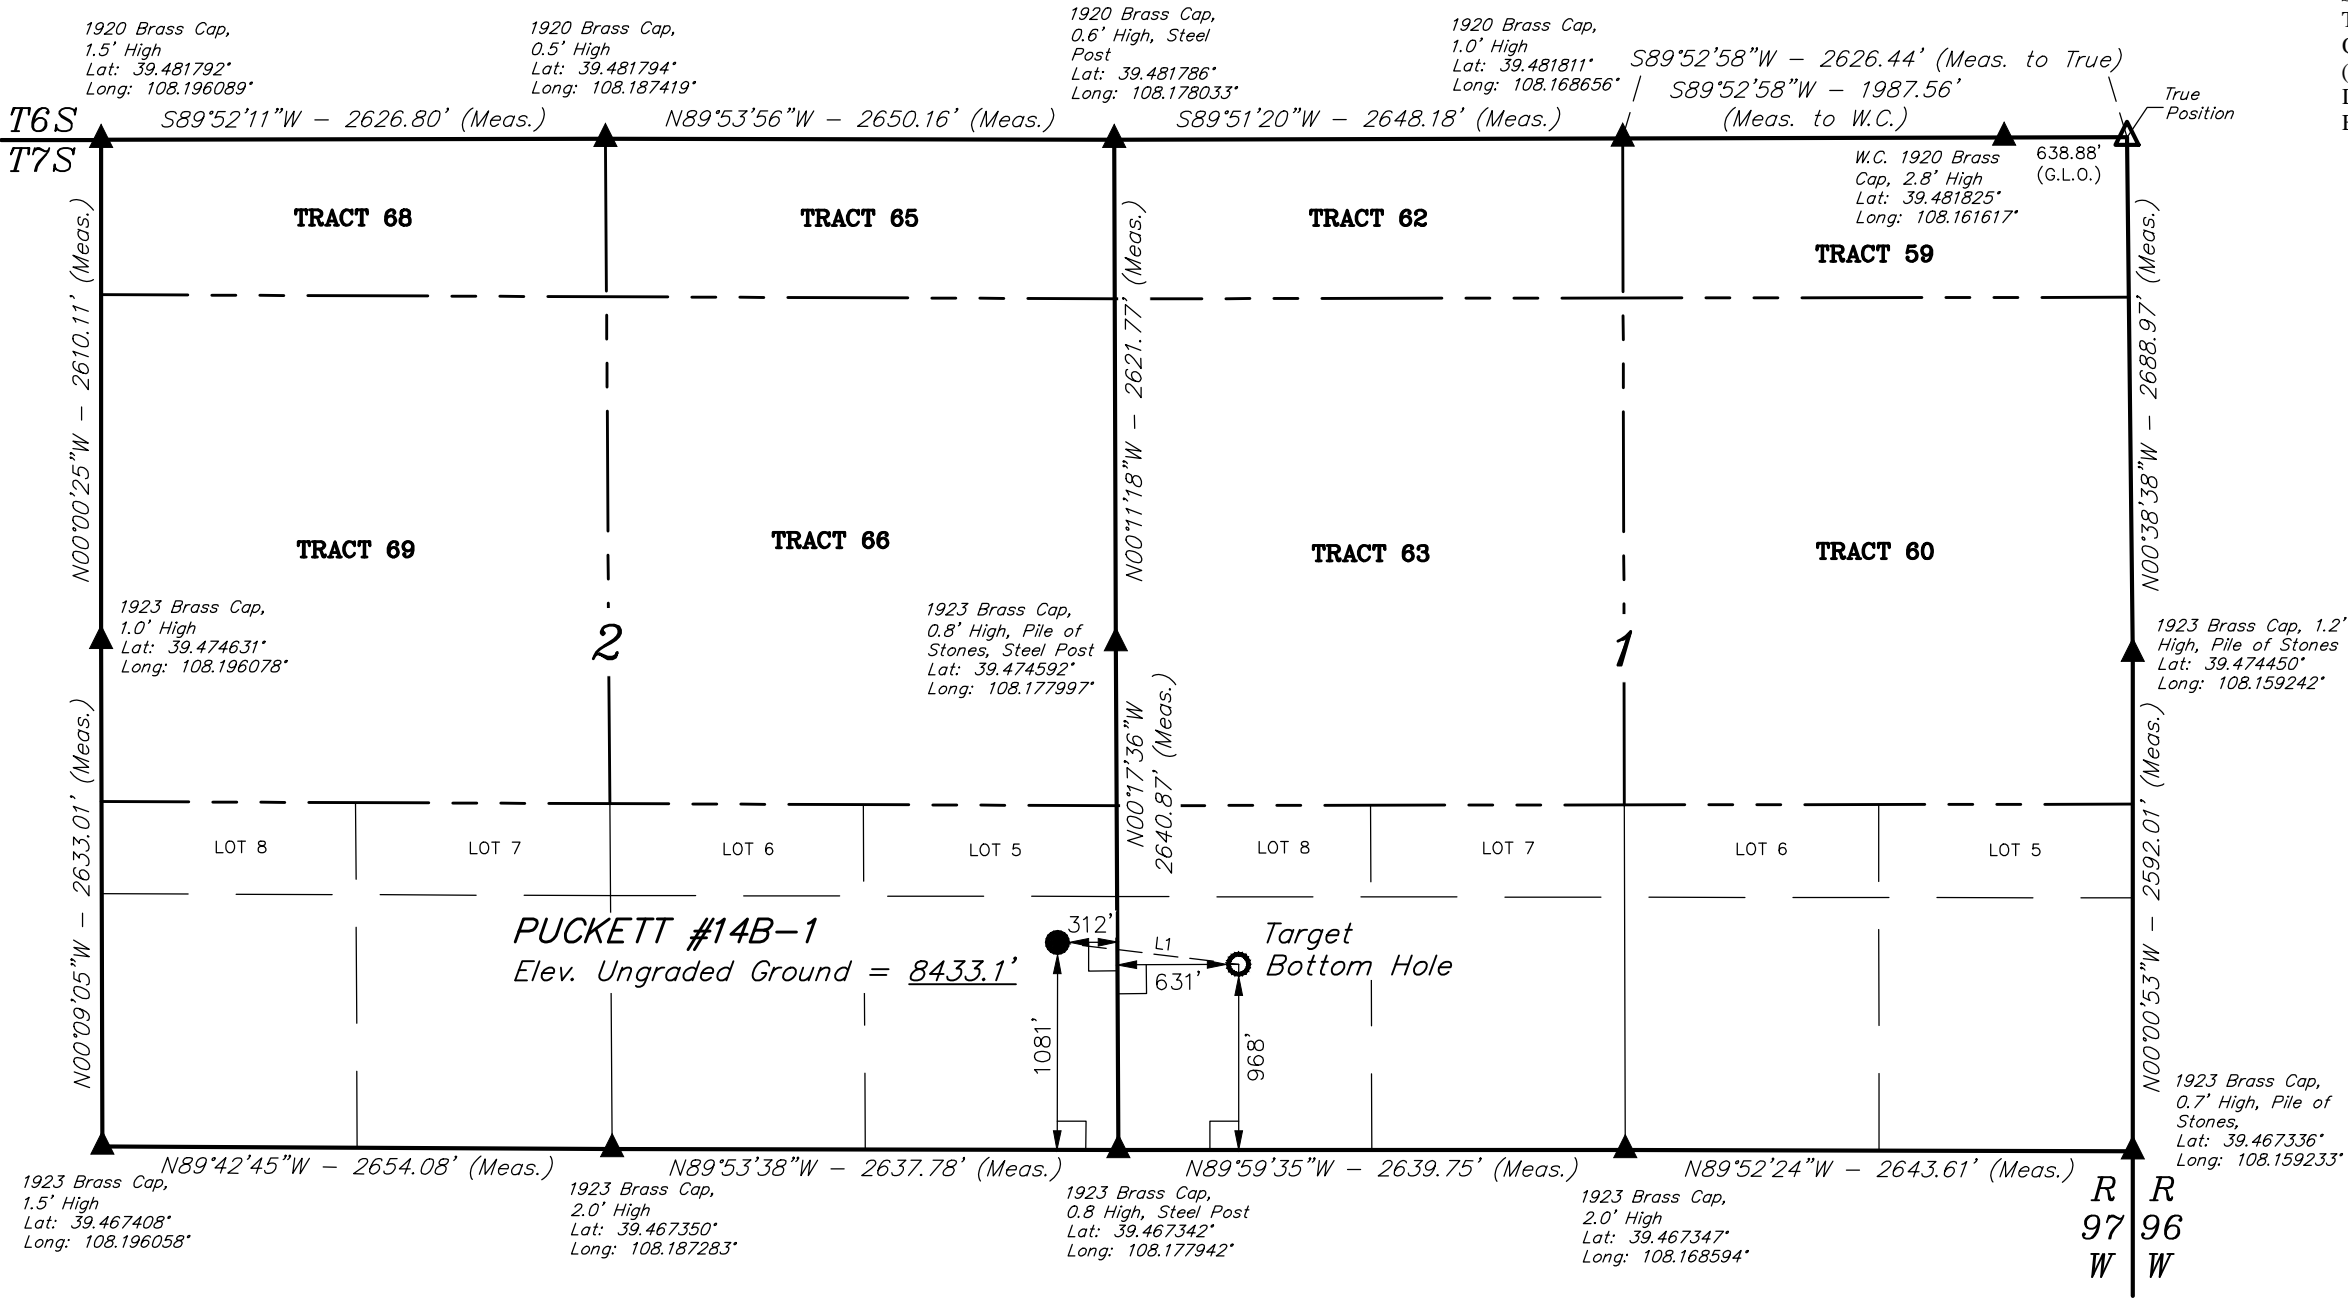 1920 Brass Cap,
1.5' High
Lat: 39.481792°
Long: 108.196089°
1920 Brass Cap,
0.5' High
Lat: 39.481794°
Long: 108.187419°
1920 Brass Cap,
0.6' High, Steel
Post
Lat: 39.481786°
Long: 108.178033°
1920 Brass Cap,
1.0' High
Lat: 39.481811°
Long: 108.168656°
S89°52'58"W - 2626.44' (Meas. to True)
S89°52'58"W - 1987.56'
(Meas. to W.C.)
True
Position
T6S
T7S
S89°52'11"W - 2626.80' (Meas.)
N89°53'56"W - 2650.16' (Meas.)
S89°51'20"W - 2648.18' (Meas.)
W.C. 1920 Brass
Cap, 2.8' High
Lat: 39.481825°
Long: 108.161617°
638.88'
(G.L.O.)
TRACT 68
TRACT 65
TRACT 62
TRACT 59
N00°00'25"W - 2610.11' (Meas.)
N00°11'18"W - 2621.77' (Meas.)
N00°38'38"W - 2688.97' (Meas.)
TRACT 69
TRACT 66
TRACT 63
TRACT 60
1923 Brass Cap,
1.0' High
Lat: 39.474631°
Long: 108.196078°
2
1923 Brass Cap,
0.8' High, Pile of
Stones, Steel Post
Lat: 39.474592°
Long: 108.177997°
1
1923 Brass Cap, 1.2'
High, Pile of Stones
Lat: 39.474450°
Long: 108.159242°
N00°09'05"W - 2633.01' (Meas.)
N00°17'36"W
2640.87' (Meas.)
N00°00'53"W - 2592.01' (Meas.)
LOT 8
LOT 7
LOT 6
LOT 5
LOT 8
LOT 7
LOT 6
LOT 5
PUCKETT #14B-1
Elev. Ungraded Ground = 8433.1'
312'
L1
631'
Target
Bottom Hole
1081'
968'
N89°42'45"W - 2654.08' (Meas.)
N89°53'38"W - 2637.78' (Meas.)
N89°59'35"W - 2639.75' (Meas.)
N89°52'24"W - 2643.61' (Meas.)
1923 Brass Cap,
1.5' High
Lat: 39.467408°
Long: 108.196058°
1923 Brass Cap,
2.0' High
Lat: 39.467350°
Long: 108.187283°
1923 Brass Cap,
0.8 High, Steel Post
Lat: 39.467342°
Long: 108.177942°
1923 Brass Cap,
2.0' High
Lat: 39.467347°
Long: 108.168594°
1923 Brass Cap,
0.7' High, Pile of
Stones,
Lat: 39.467336°
Long: 108.159233°
R R
97 96
W W